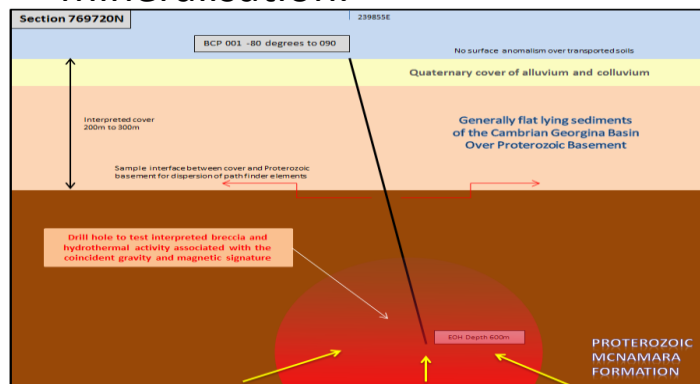 mineralisation.
Section 769720N
239855E
BCP 001 -80 degrees to 090
No surface anomalism over transported soils
Quaternary cover of alluvium and colluvium
Interpreted cover
200m to 300m
Generally flat lying sediments
of the Cambrian Georgina Basin
Over Proterozoic Basement
Sample interface between cover and Proterozoic
basement for dispersion of path finder elements
Drill hole to test interpreted breccia and
hydrothermal activity associated with the
coincident gravity and magnetic signature
EOH Depth 600m
PROTEROZOIC
MCNAMARA
FORMATION